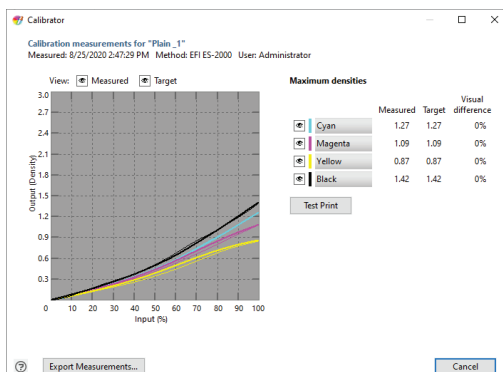 Calibrator
Calibration measurements for "Plain _1"
Measured: 8/25/2020 2:47:29 PM Method: EFI ES-2000 User: Administrator
View: Measured Target
Maximum densities
Visual
Measured Target difference
Cyan 1.27 1.27 0%
Magenta 1.09 1.09 0%
Yellow 0.87 0.87 0%
Black 1.42 1.42 0%
Test Print
Output (Density)
3.0
2.7
2.4
2.1
1.8
1.5
1.2
0.9
0.6
0.3
0 10 20 30 40 50 60 70 80 90 100
Input (%)
? Export Measurements... Cancel